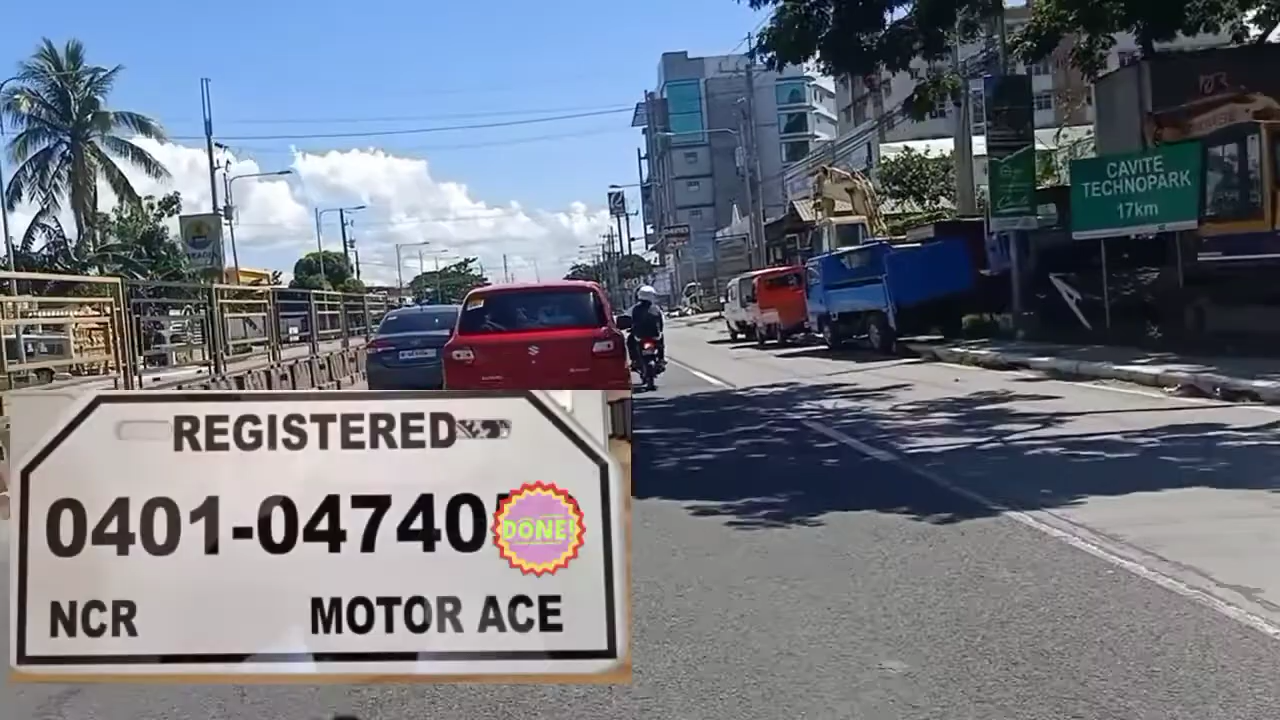 CAVITE
TECHNOPARK
17km
REGISTERED
0401-04740
DONE!
NCR
MOTOR ACE